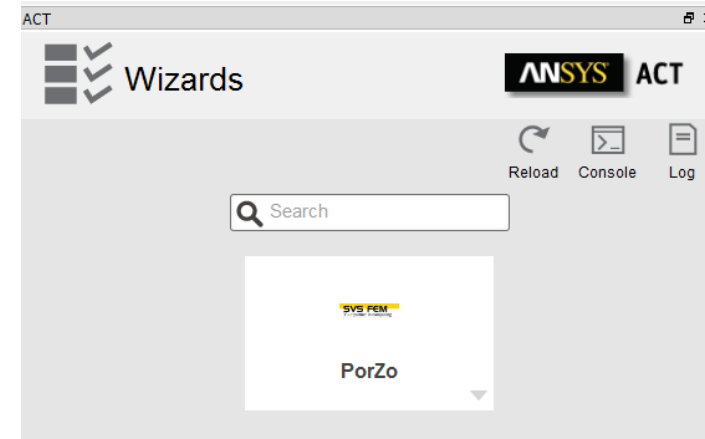 ACT
Wizards
ANSYS ACT
Reload Console Log
Search
SVS FEM
PorZo